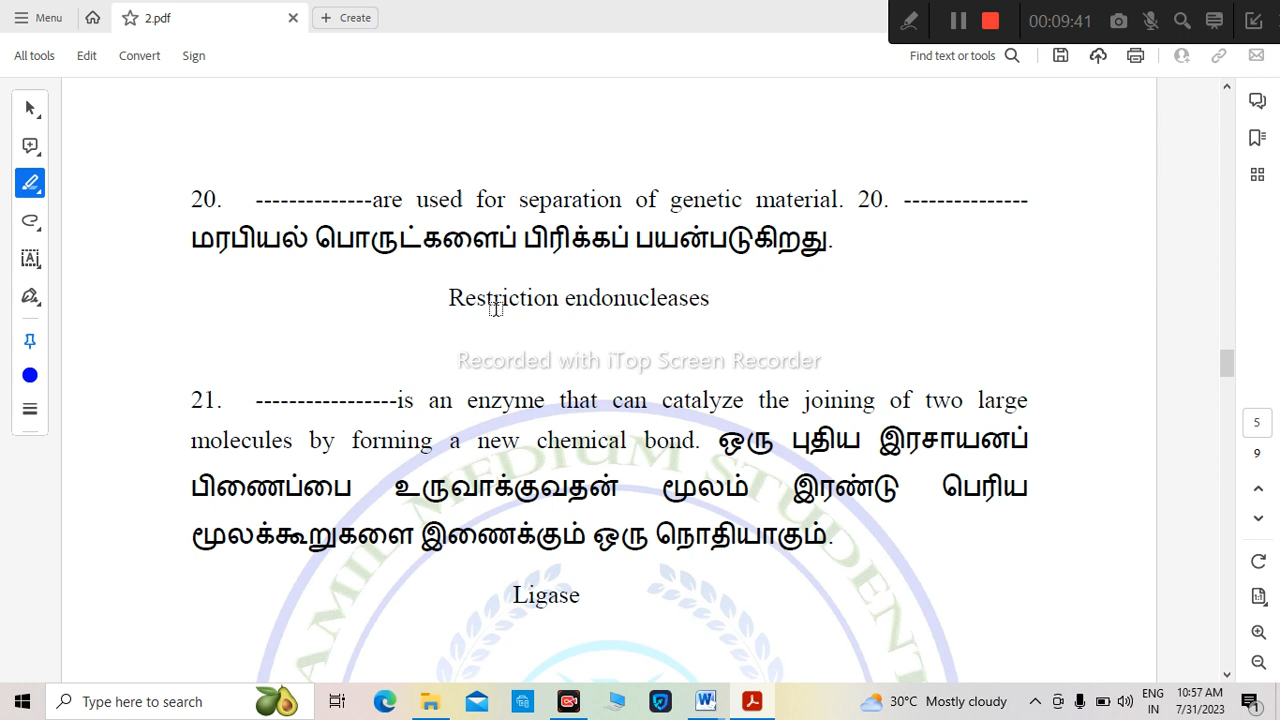 Menu
2.pdf
Create
00:09:41
All tools Edit Convert Sign
Find text or tools
20. --------------are used for separation of genetic material. 20. ---------------
மரபியல் பொருட்களைப் பிரிக்கப் பயன்படுகிறது.
Restriction endonucleases
Recorded with iTop Screen Recorder
21. -----------------is an enzyme that can catalyze the joining of two large
molecules by forming a new chemical bond. ஒரு புதிய இரசாயனப்
பிணைப்பை உருவாக்குவதன் மூலம் இரண்டு பெரிய
மூலக்கூறுகளை இணைக்கும் ஒரு நொதியாகும்.
TAMIL MEDIUM STUDENT
Ligase
5
9
Type here to search
30°C Mostly cloudy
ENG
IN
10:57 AM
7/31/2023